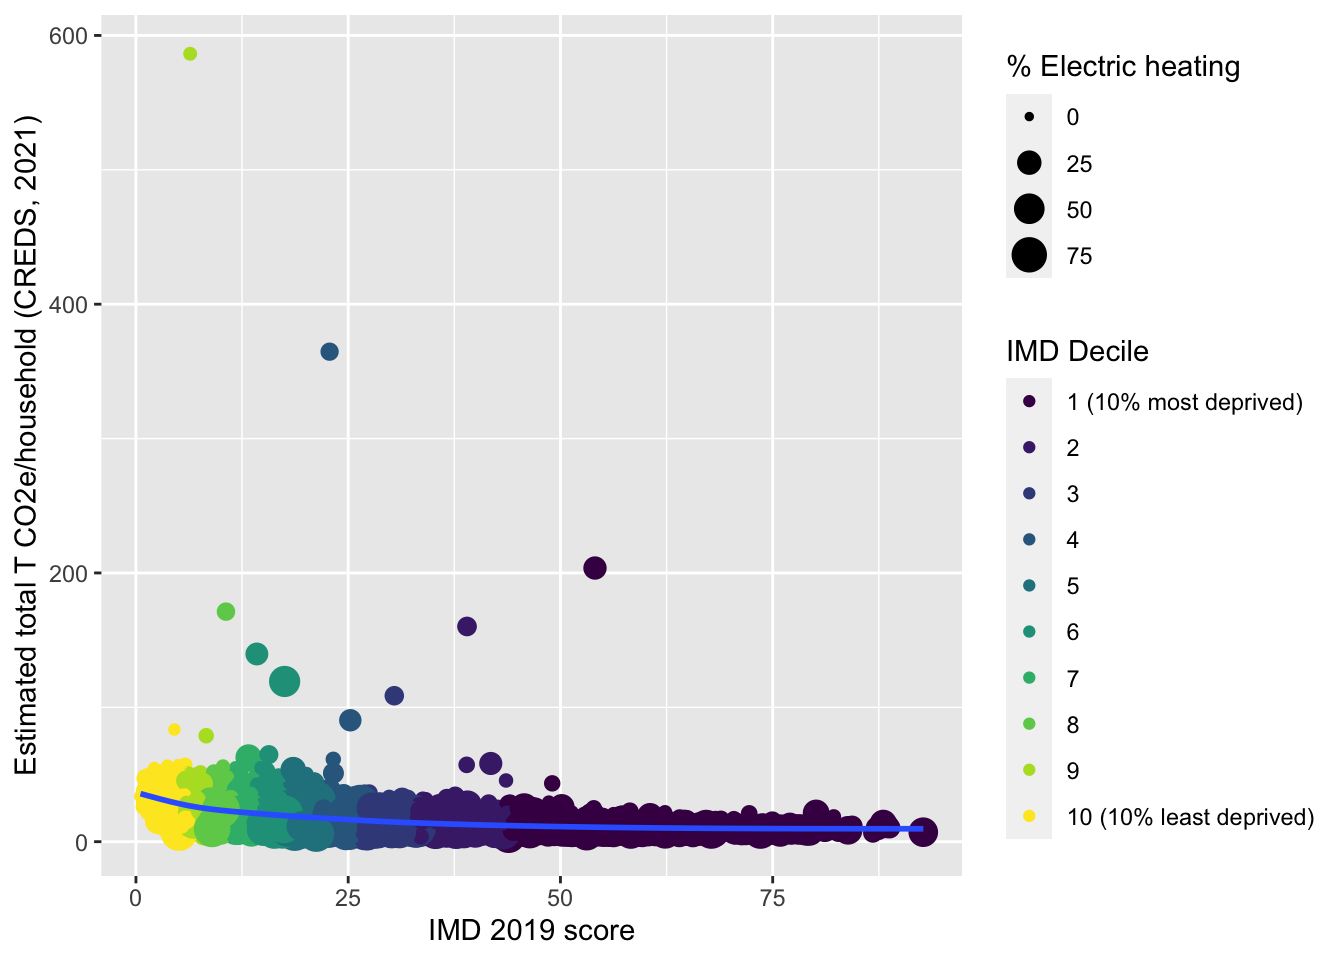 Estimated total T CO2e/household (CREDS, 2021)
600
400
200
0
0 25 50 75
IMD 2019 score
% Electric heating
0
25
50
75
IMD Decile
1 (10% most deprived)
2
3
4
5
6
7
8
9
10 (10% least deprived)